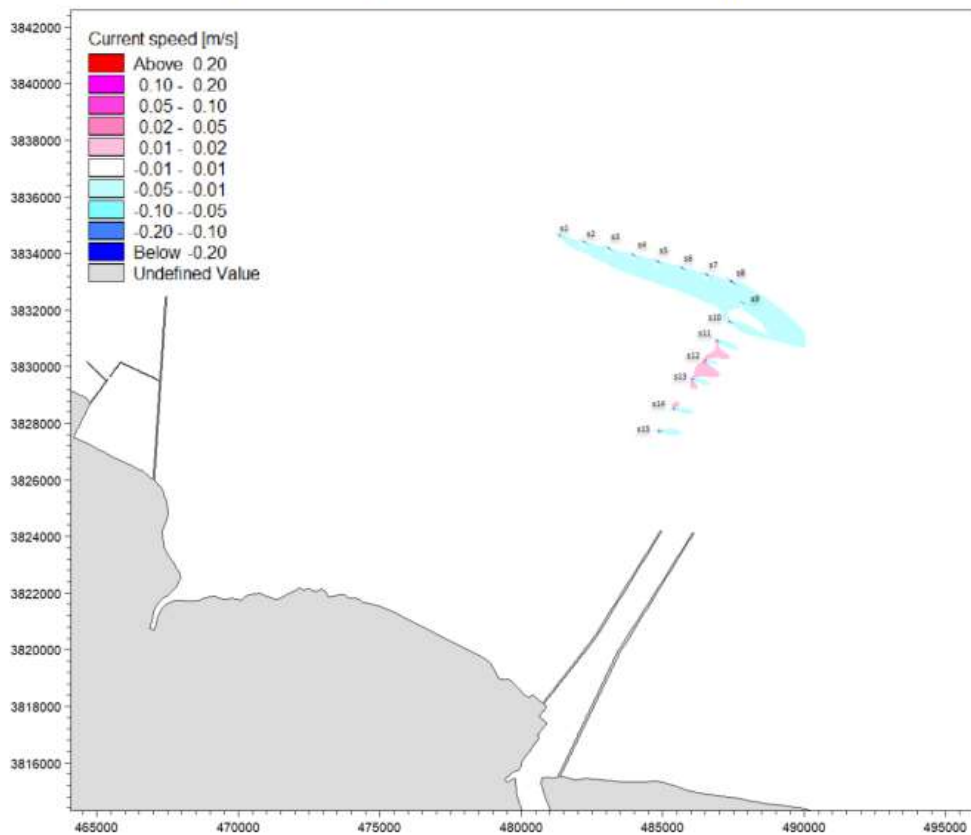 3842000
3840000
3838000
3836000
3834000
3832000
3830000
3828000
3826000
3824000
3822000
3820000
3818000
3816000
Current speed [m/s]
Above 0.20
0.10 - 0.20
0.05 - 0.10
0.02 - 0.05
0.01 - 0.02
-0.01 - 0.01
-0.05 - -0.01
-0.10 - -0.05
-0.20 - -0.10
Below -0.20
Undefined Value
s1
s2
s3
s4
s5
s6
s7
s8
s9
s10
s11
s12
s13
s14
s15
465000 470000 475000 480000 485000 490000 495000